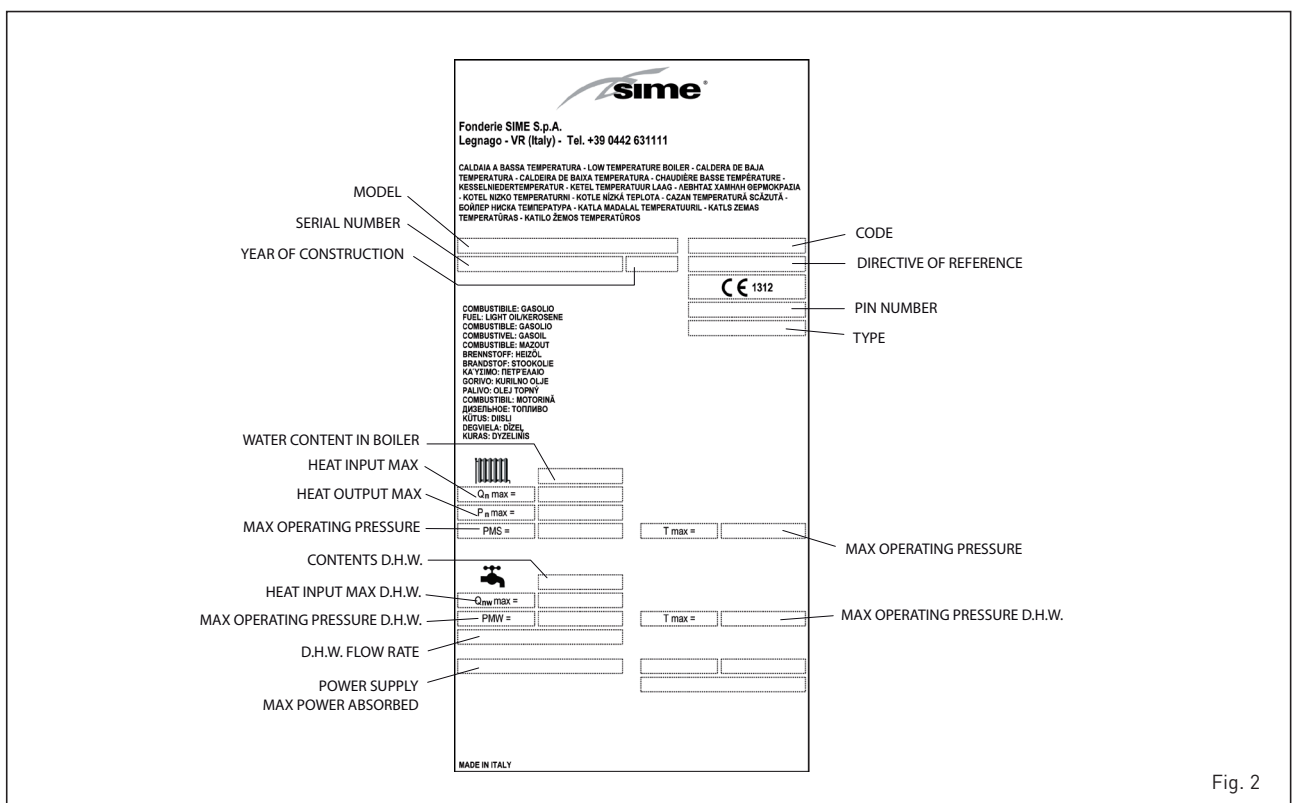 sime®
Fonderie SIME S.p.A.
Legnago - VR (Italy) - Tel. +39 0442 631111
CALDAIA A BASSA TEMPERATURA - LOW TEMPERATURE BOILER - CALDERA DE BAJA
TEMPERATURA - CALDEIRA DE BAIXA TEMPERATURA - CHAUDIÈRE BASSE TEMPÈRATURE -
KESSELNIEDERTEMPERATUR - KETEL TEMPERATUUR LAAG - ΛΕΒΗΤΑΣ ΧΑΜΗΛΗ ΘΕΡΜΟΚΡΑΣΙΑ
- KOTEL NIZKO TEMPERATURNI - KOTLE NÍZKÁ TEPLOTA - CAZAN TEMPERATURĂ SCĂZUTĂ -
БОЙЛЕР НИСКА ТЕМПЕРАТУРА - KATLA MADALAL TEMPERATUURIL - KATLS ZEMAS
TEMPERATŪRAS - KATILO ŽEMOS TEMPERATŪROS
MODEL
SERIAL NUMBER
YEAR OF CONSTRUCTION
CODE
DIRECTIVE OF REFERENCE
CE 1312
PIN NUMBER
TYPE
COMBUSTIBILE: GASOLIO
FUEL: LIGHT OIL/KEROSENE
COMBUSTIBLE: GASOLIO
COMBUSTIVEL: GASOIL
COMBUSTIBLE: MAZOUT
BRENNSTOFF: HEIZÖL
BRANDSTOF: STOOKOLIE
ΚΑΎΣΙΜΟ: ΠΕΤΡΈΛΑΙΟ
GORIVO: KURILNO OLJE
PALIVO: OLEJ TOPNÝ
COMBUSTIBIL: MOTORINĂ
ДИЗЕЛЬНОЕ: ТОПЛИВО
KÜTUS: DIISLI
DEGVIELA: DĪZEĻ
KURAS: DYZELINĖS
WATER CONTENT IN BOILER
HEAT INPUT MAX
Qn max =
HEAT OUTPUT MAX
Pn max =
MAX OPERATING PRESSURE
PMS =
T max =
MAX OPERATING PRESSURE
CONTENTS D.H.W.
HEAT INPUT MAX D.H.W.
Qnw max =
MAX OPERATING PRESSURE D.H.W.
PMW =
T max =
MAX OPERATING PRESSURE D.H.W.
D.H.W. FLOW RATE
POWER SUPPLY
MAX POWER ABSORBED
MADE IN ITALY
Fig. 2